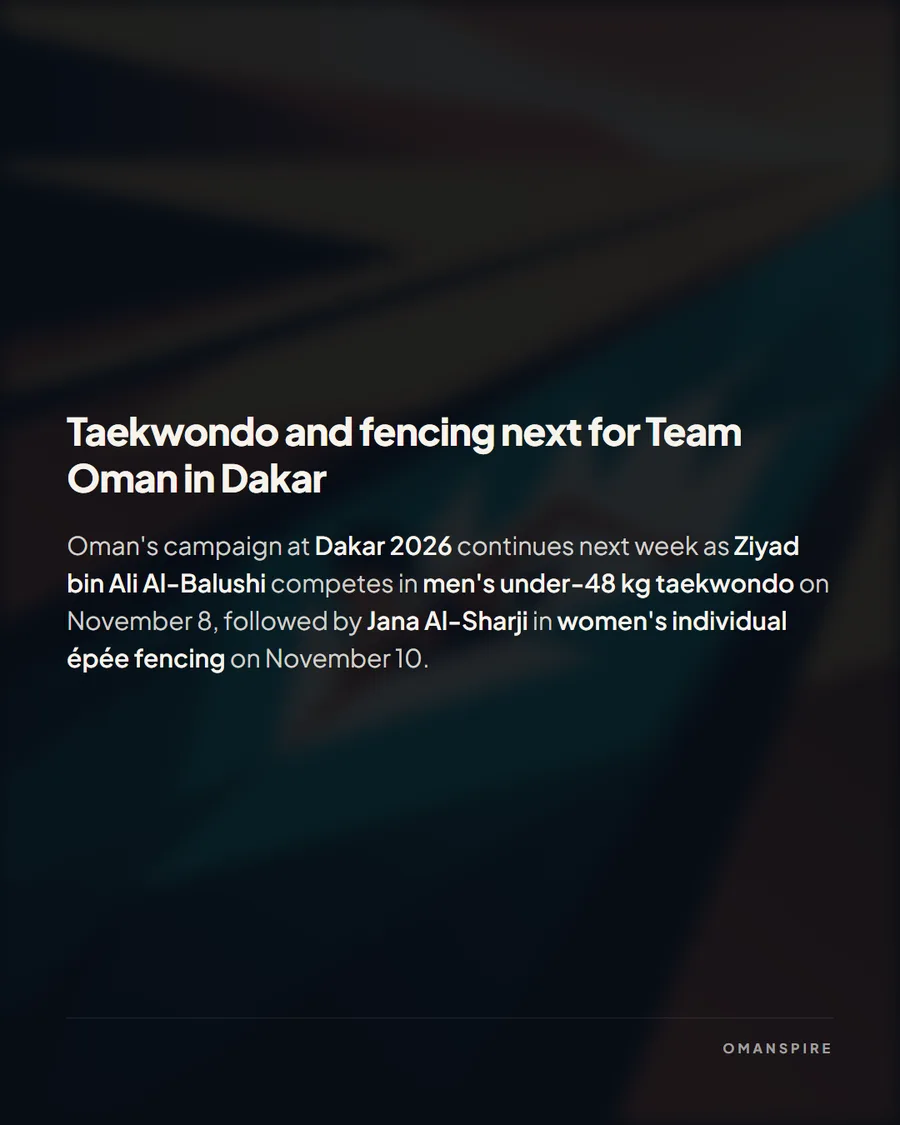 Taekwondo and fencing next for Team
Oman in Dakar
Oman's campaign at Dakar 2026 continues next week as Ziyad
bin Ali Al-Balushi competes in men's under-48 kg taekwondo on
November 8, followed by Jana Al-Sharji in women's individual
épée fencing on November 10.
OMANSPIRE